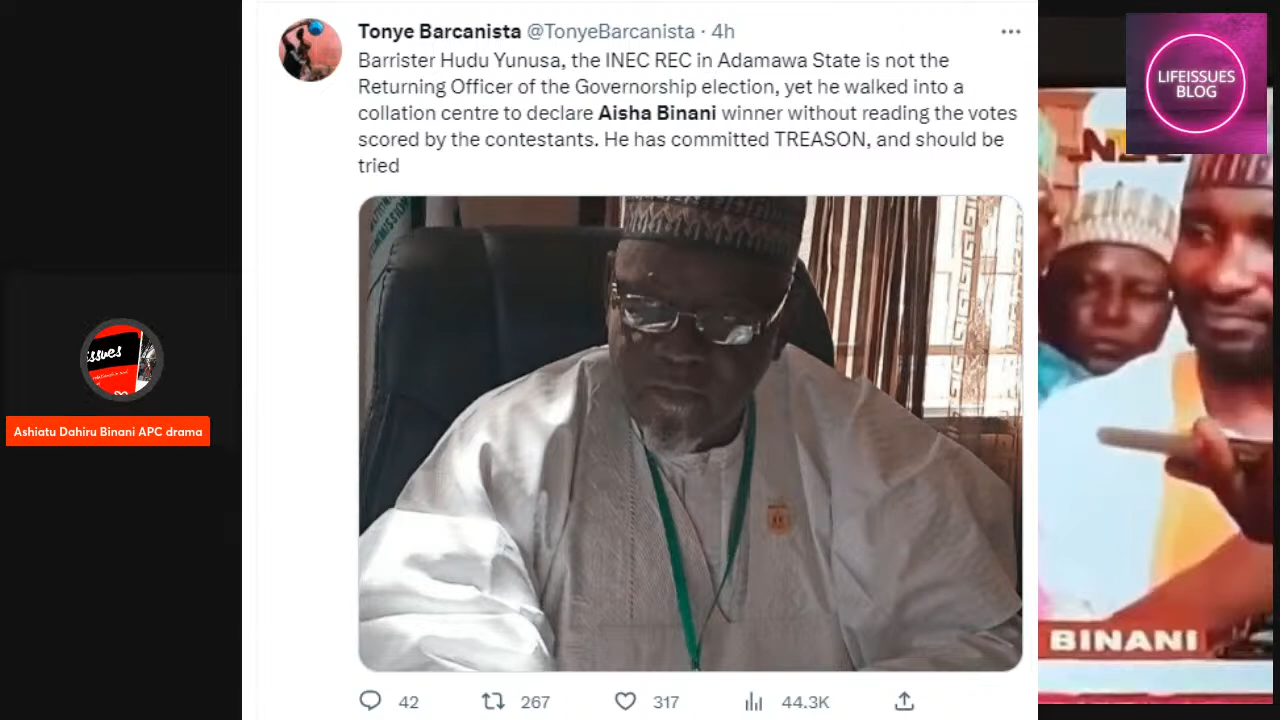 Tonye Barcanista @TonyeBarcanista · 4h
Barrister Hudu Yunusa, the INEC REC in Adamawa State is not the
Returning Officer of the Governorship election, yet he walked into a
collation centre to declare Aisha Binani winner without reading the votes
scored by the contestants. He has committed TREASON, and should be
tried
42
267
317
44.3K
LIFEISSUES
BLOG
BINANI
ssues
Ashiatu Dahiru Binani APC drama